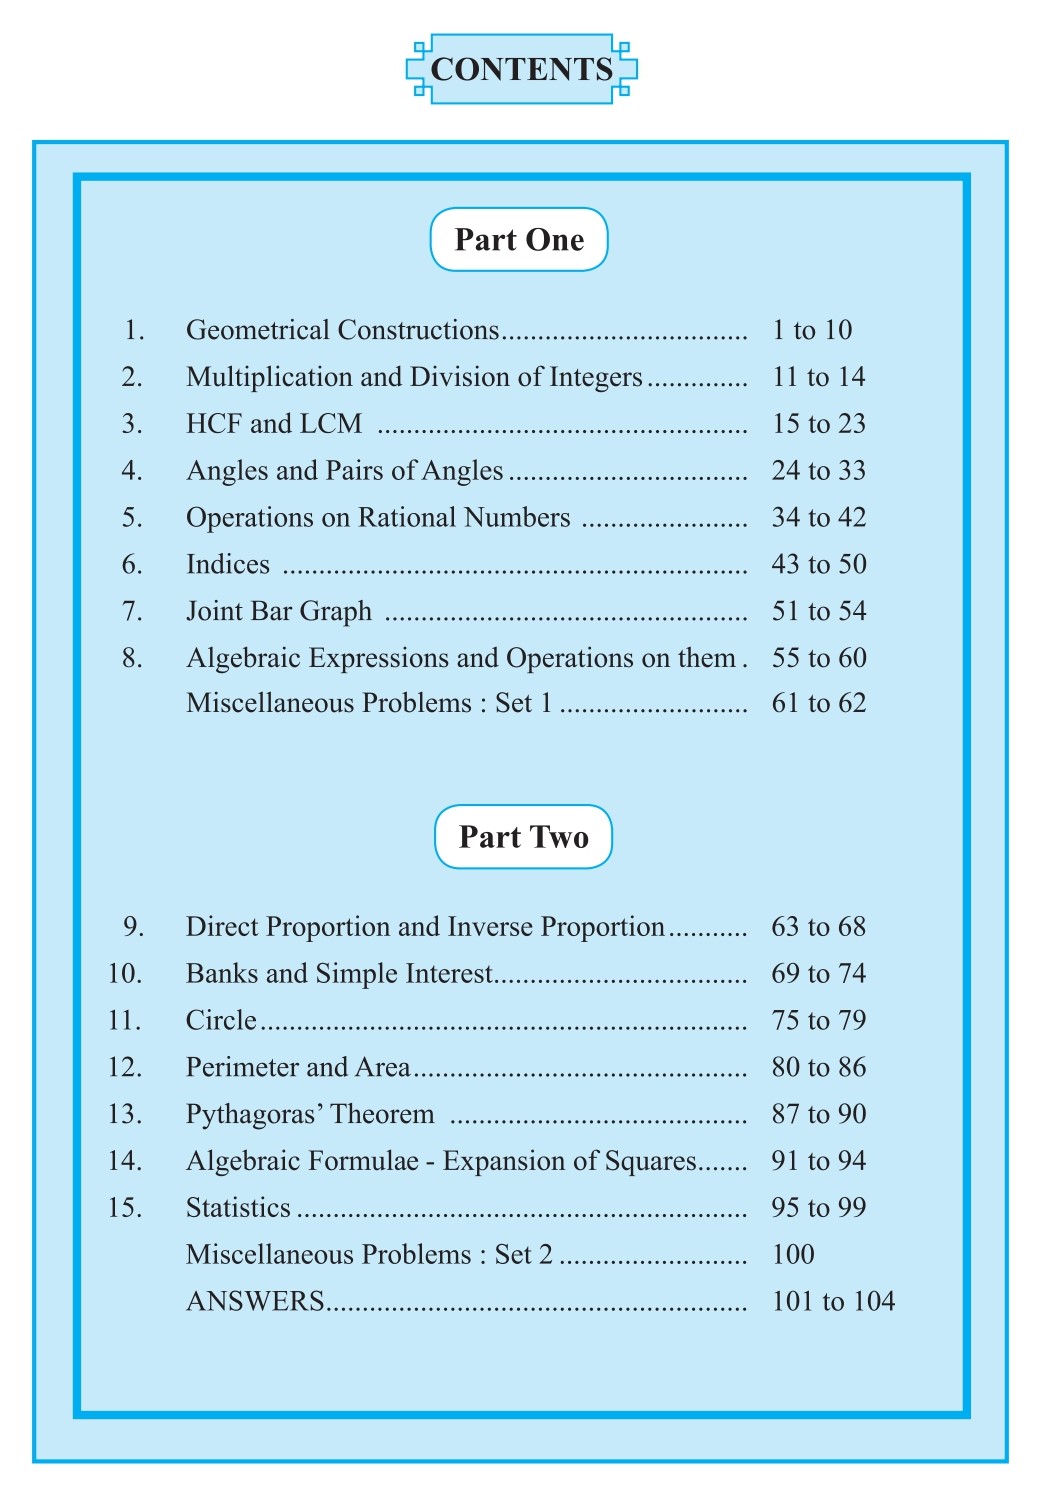 CONTENTS
Part One
1. Geometrical Constructions.................................. 1 to 10
2. Multiplication and Division of Integers.............. 11 to 14
3. HCF and LCM ................................................... 15 to 23
4. Angles and Pairs of Angles................................. 24 to 33
5. Operations on Rational Numbers ....................... 34 to 42
6. Indices ................................................................ 43 to 50
7. Joint Bar Graph .................................................. 51 to 54
8. Algebraic Expressions and Operations on them . 55 to 60
Miscellaneous Problems : Set 1 .......................... 61 to 62
Part Two
9. Direct Proportion and Inverse Proportion........... 63 to 68
10. Banks and Simple Interest................................... 69 to 74
11. Circle................................................................... 75 to 79
12. Perimeter and Area.............................................. 80 to 86
13. Pythagoras’ Theorem ......................................... 87 to 90
14. Algebraic Formulae - Expansion of Squares....... 91 to 94
15. Statistics .............................................................. 95 to 99
Miscellaneous Problems : Set 2 .......................... 100
ANSWERS.......................................................... 101 to 104